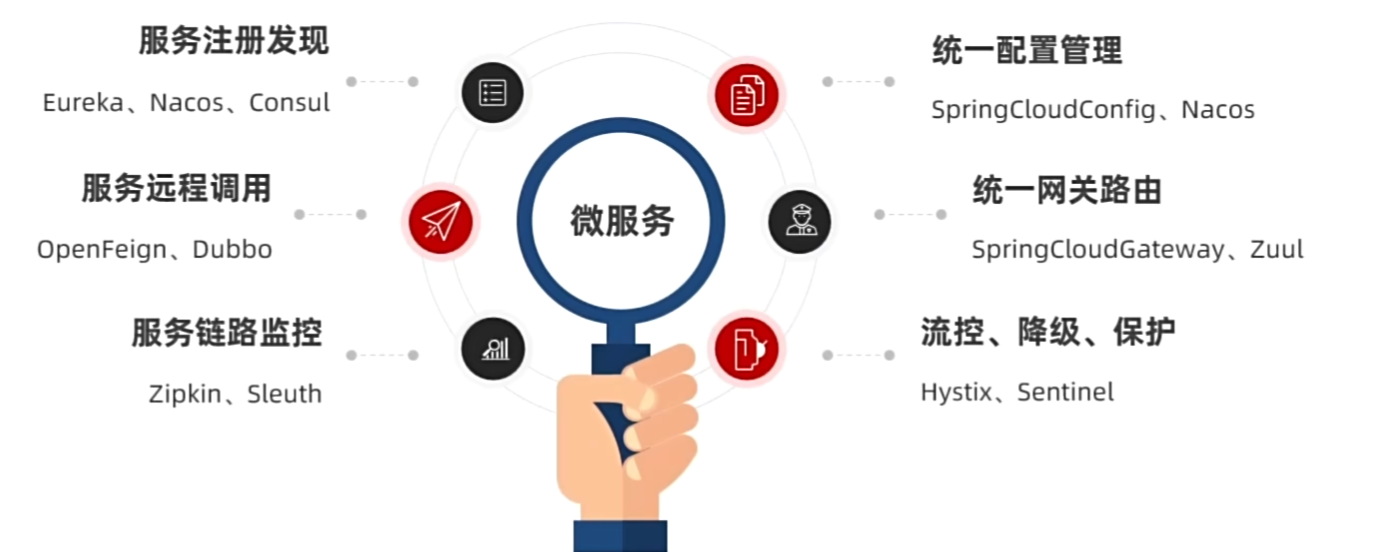 服务注册发现
Eureka、Nacos、Consul
服务远程调用
OpenFeign、Dubbo
服务链路监控
Zipkin、Sleuth
微服务
统一配置管理
SpringCloudConfig、Nacos
统一网关路由
SpringCloudGateway、Zuul
流控、降级、保护
Hystix、Sentinel